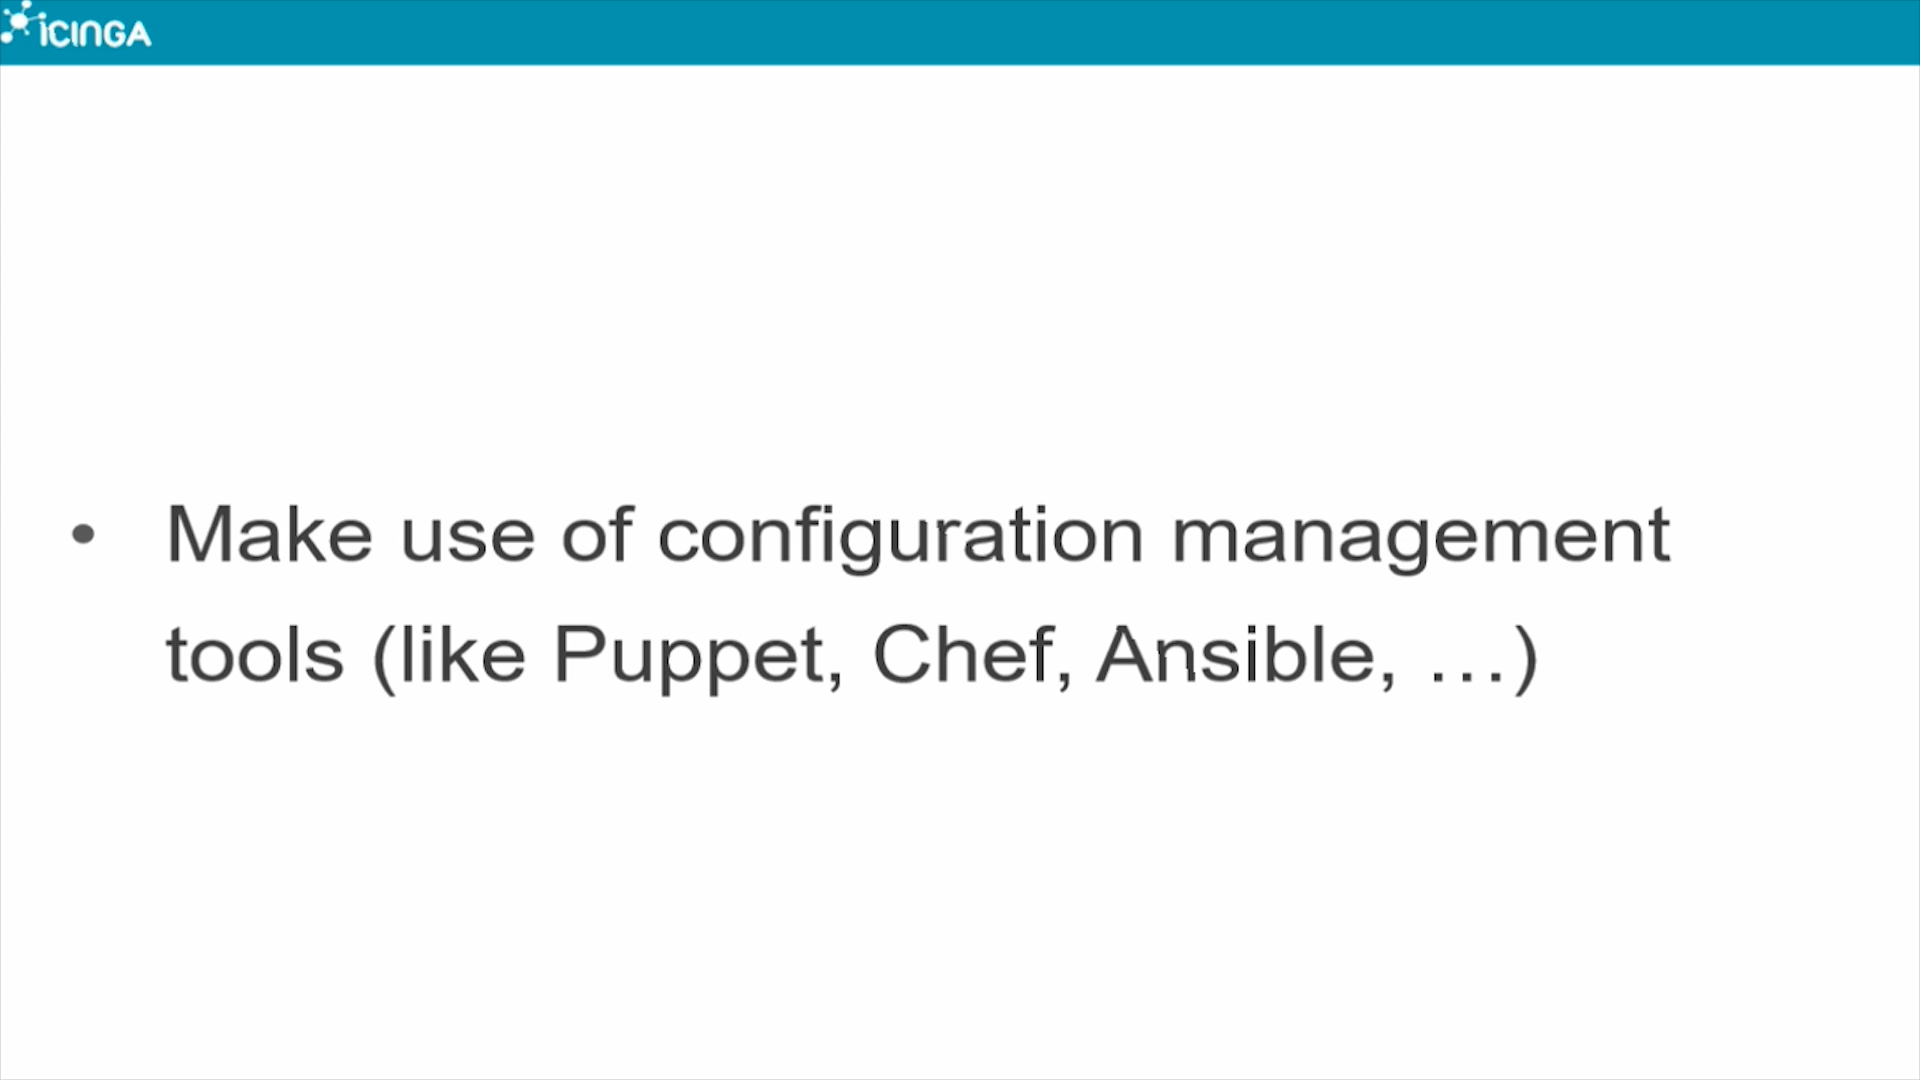 ICINGA
• Make use of configuration management
tools (like Puppet, Chef, Ansible, …)